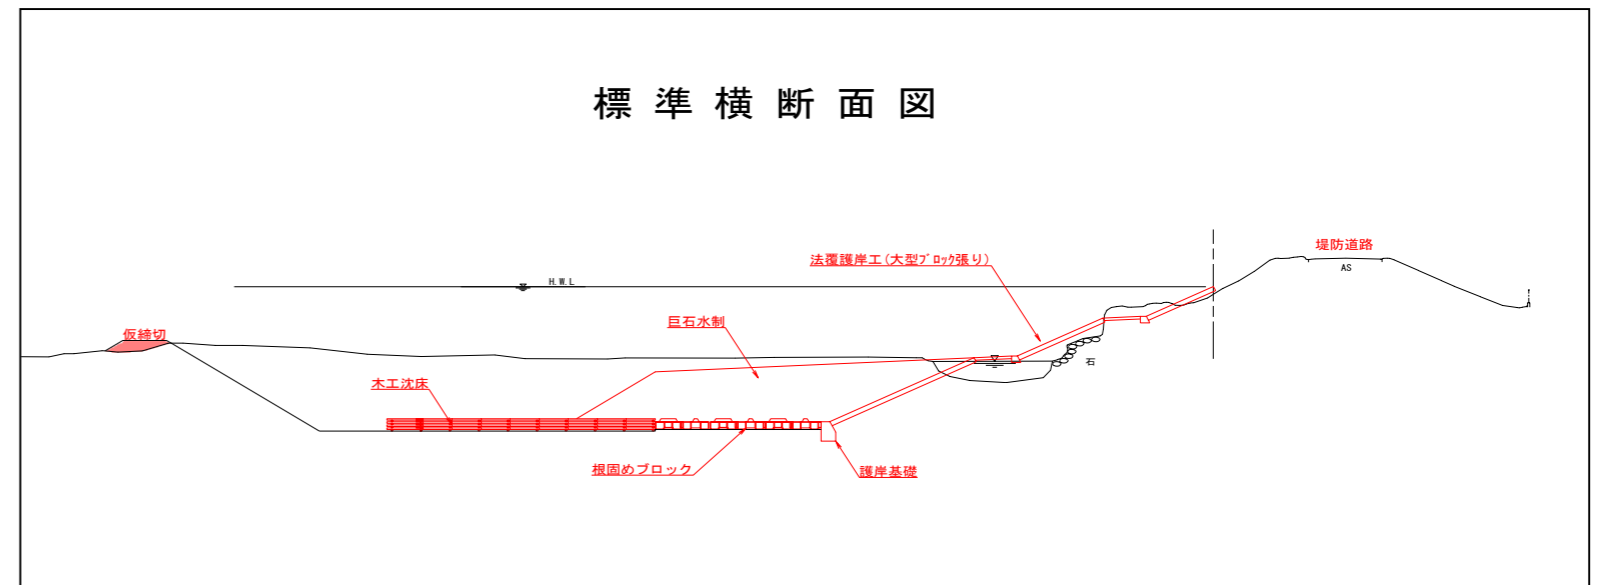 標準横断面図
堤防道路
法覆護岸工(大型ブロック張り)
AS
H.W.L
巨石水制
仮締切
石
木工沈床
根固めブロック
護岸基礎